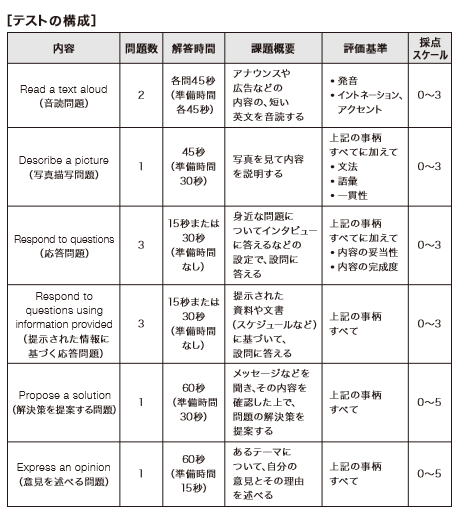 [テストの構成]
内容
問題数
解答時間
課題概要
評価基準
採点
スケール
Read a text aloud
(音読問題)
2
各問45秒
(準備時間
各45秒)
アナウンスや
広告などの
内容の、短い
英文を音読する
• 発音
• イントネーション、
アクセント
0〜3
Describe a picture
(写真描写問題)
1
45秒
(準備時間
30秒)
写真を見て内容
を説明する
上記の事柄
すべてに加えて
• 文法
• 語彙
• 一貫性
0〜3
Respond to questions
(応答問題)
3
15秒または
30秒
(準備時間
なし)
身近な問題に
ついてインタビュー
に答えるなどの
設定で、設問に
答える
上記の事柄
すべてに加えて
• 内容の妥当性
• 内容の完成度
0〜3
Respond to
questions using
information provided
(提示された情報に
基づく応答問題)
3
15秒または
30秒
(準備時間
なし)
提示された
資料や文書
(スケジュールなど)
に基づいて、
設問に答える
上記の事柄
すべて
0〜3
Propose a solution
(解決策を提案する問題)
1
60秒
(準備時間
30秒)
メッセージなどを
聞き、その内容を
確認した上で、
問題の解決策を
提案する
上記の事柄
すべて
0〜5
Express an opinion
(意見を述べる問題)
1
60秒
(準備時間
15秒)
あるテーマに
ついて、自分の
意見とその理由
を述べる
上記の事柄
すべて
0〜5